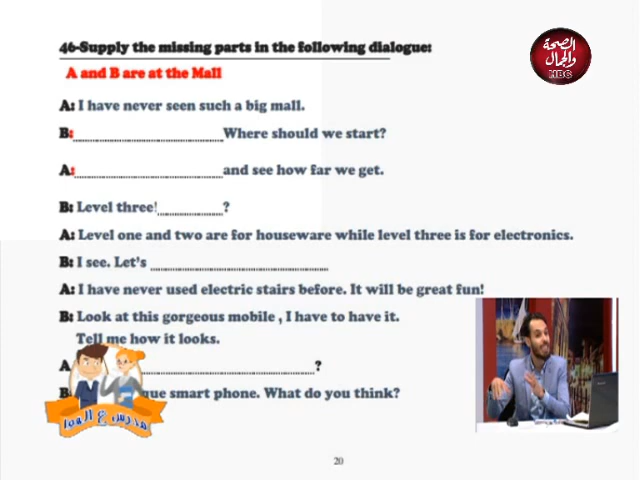 46-Supply the missing parts in the following dialogue:
الصحة
والجمال
HBC
A and B are at the Mall
A: I have never seen such a big mall.
B:.............................Where should we start?
A:.............................and see how far we get.
B: Level three!.............?
A: Level one and two are for houseware while level three is for electronics.
B: I see. Let's .............................
A: I have never used electric stairs before. It will be great fun!
B: Look at this gorgeous mobile , I have to have it.
Tell me how it looks.
A .............................?
B que smart phone. What do you think?
مدرس ع الهوا
20